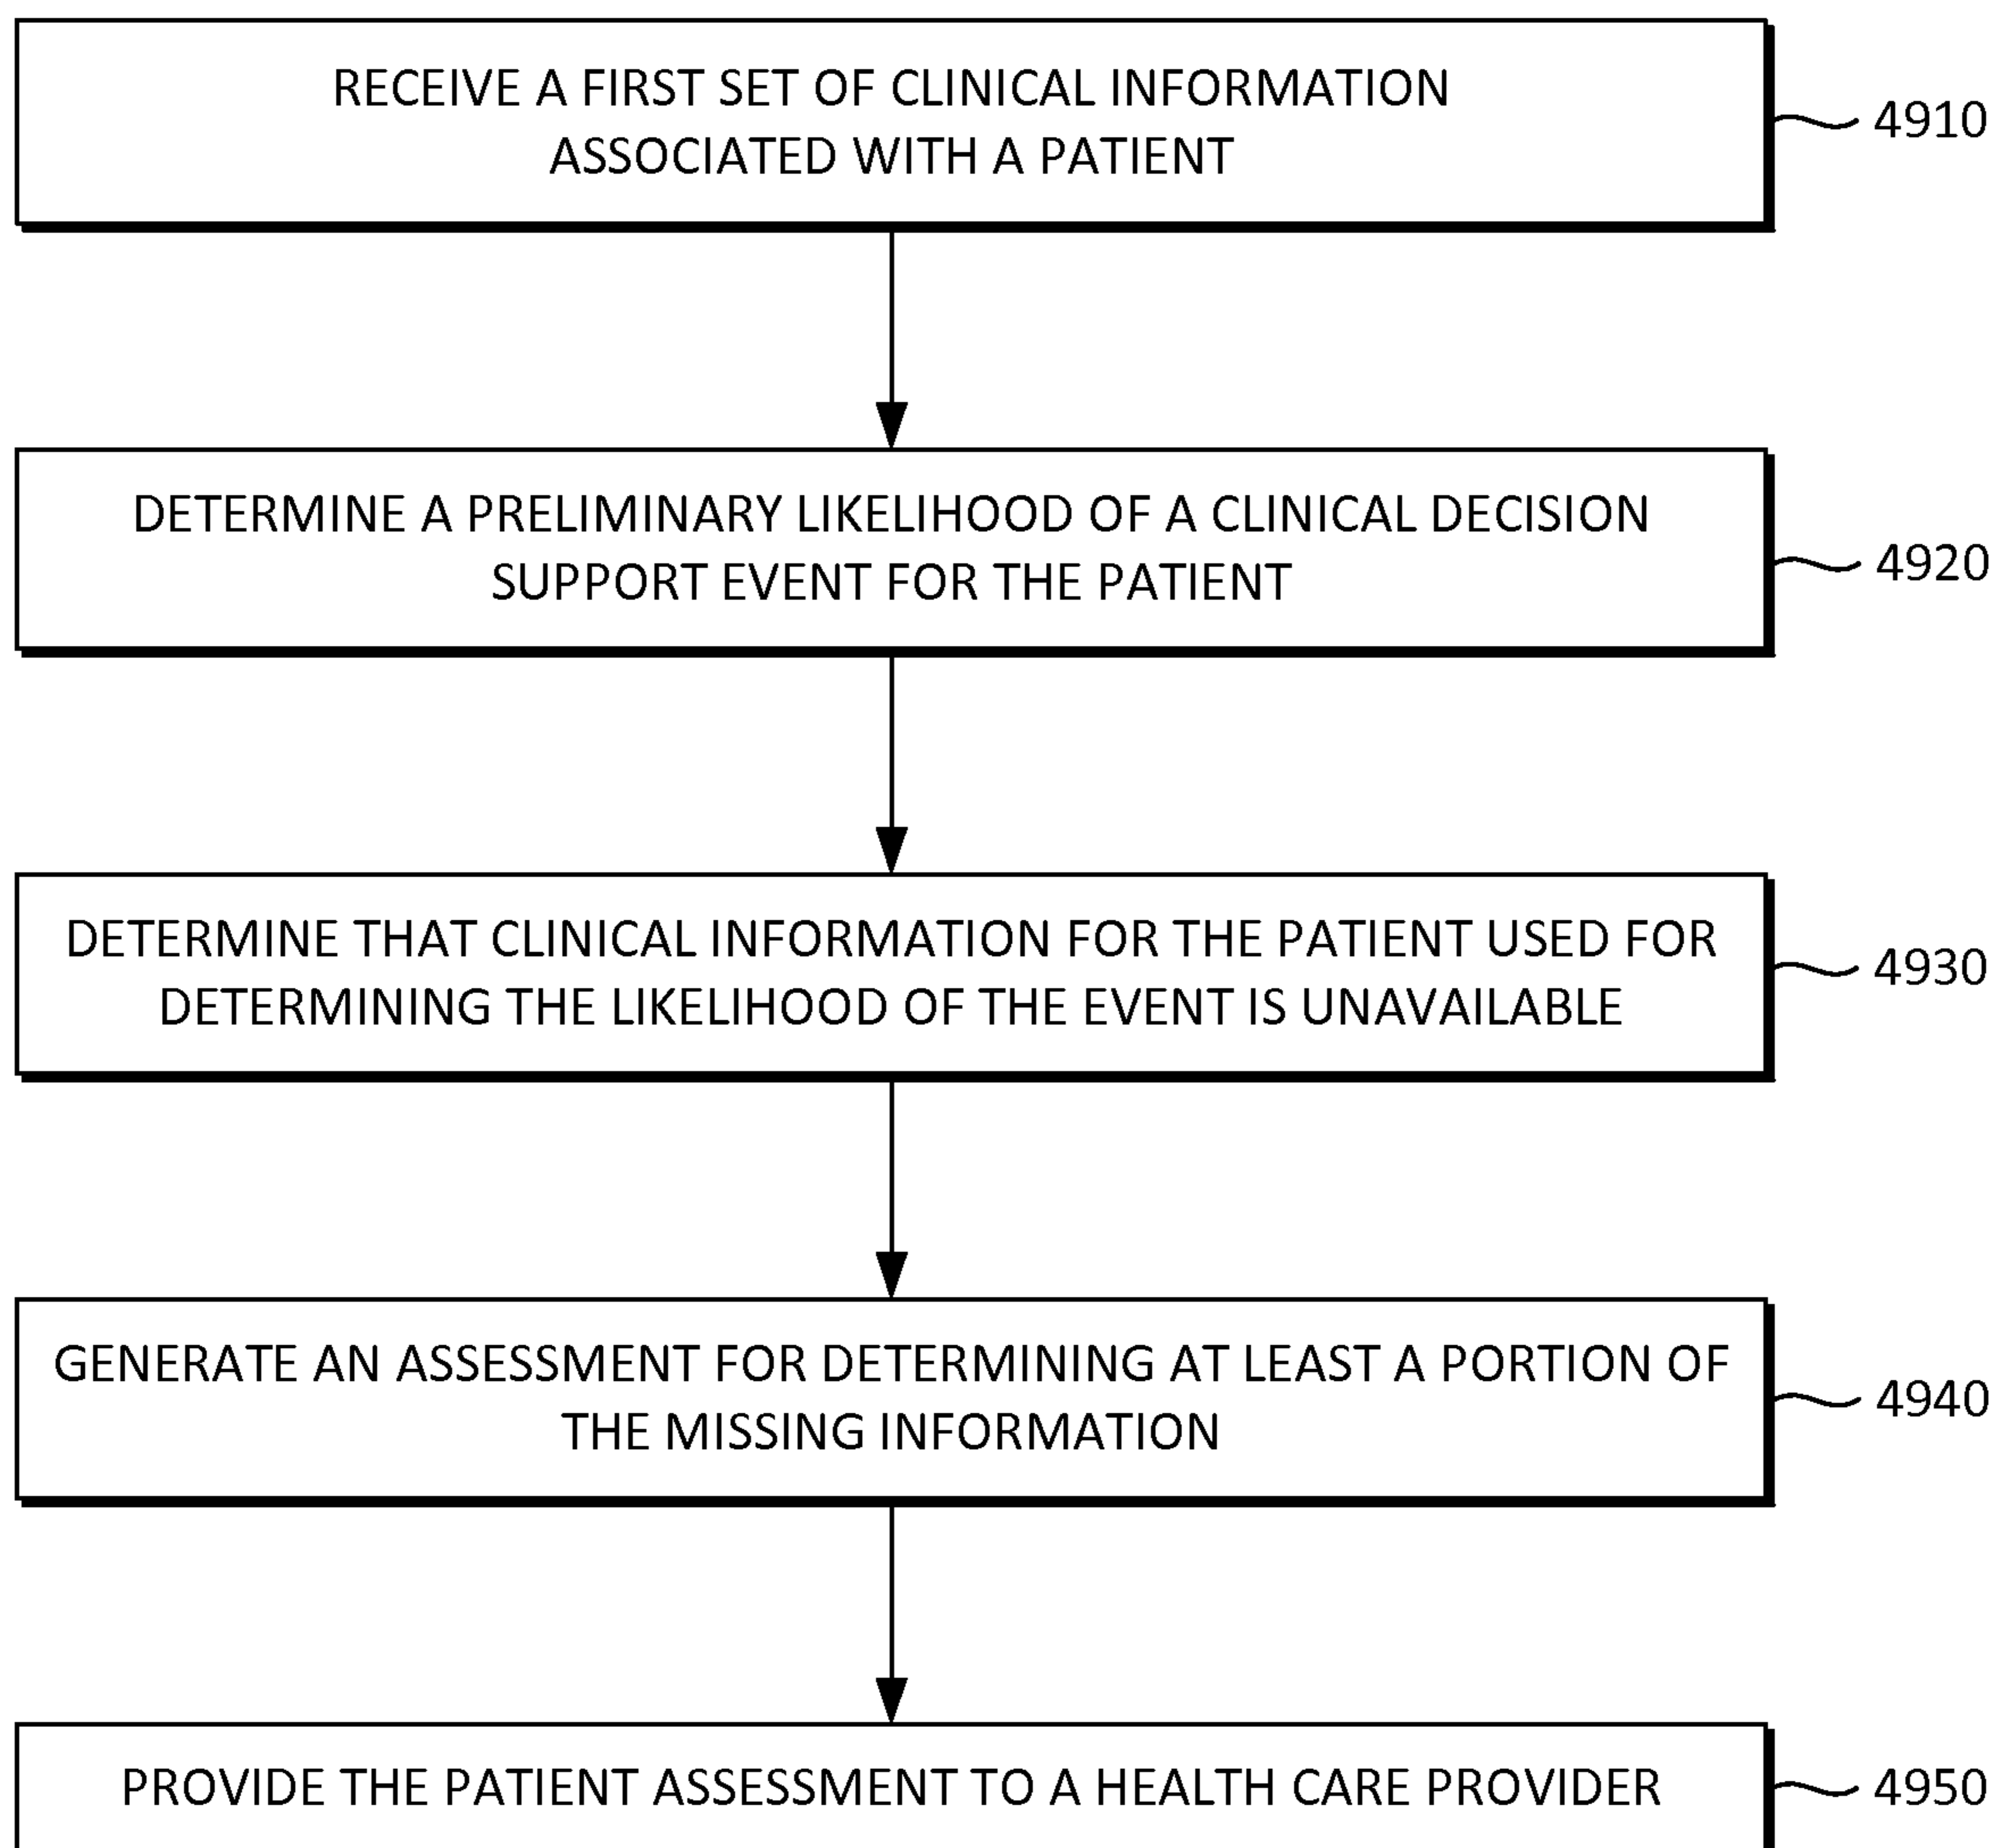 RECEIVE A FIRST SET OF CLINICAL INFORMATION
ASSOCIATED WITH A PATIENT
4910
DETERMINE A PRELIMINARY LIKELIHOOD OF A CLINICAL DECISION
SUPPORT EVENT FOR THE PATIENT
4920
DETERMINE THAT CLINICAL INFORMATION FOR THE PATIENT USED FOR
DETERMINING THE LIKELIHOOD OF THE EVENT IS UNAVAILABLE
4930
GENERATE AN ASSESSMENT FOR DETERMINING AT LEAST A PORTION OF
THE MISSING INFORMATION
4940
PROVIDE THE PATIENT ASSESSMENT TO A HEALTH CARE PROVIDER
4950